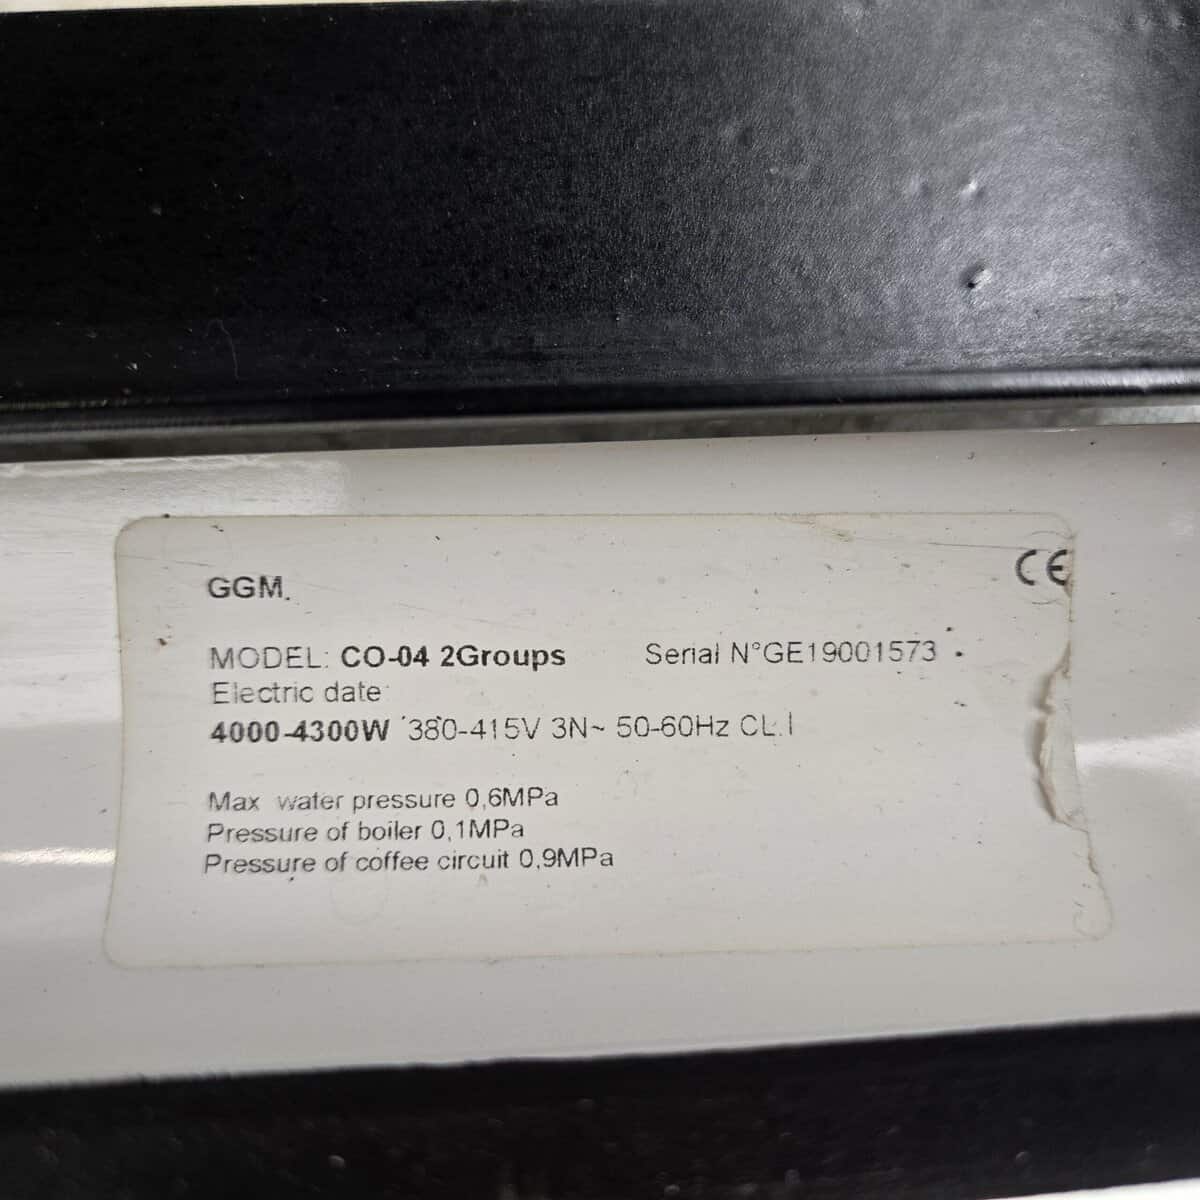 GGM.
CE
MODEL: CO-04 2Groups Serial N°GE19001573
Electric date:
4000-4300W 380-415V 3N~ 50-60Hz CL.I
Max water pressure 0,6MPa
Pressure of boiler 0,1MPa
Pressure of coffee circuit 0,9MPa